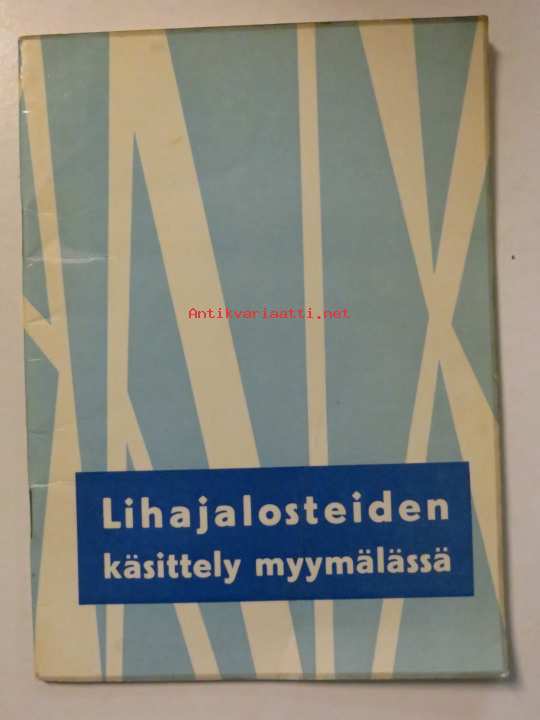 Antikvariaatti.net
Lihajalosteiden
käsittely myymälässä